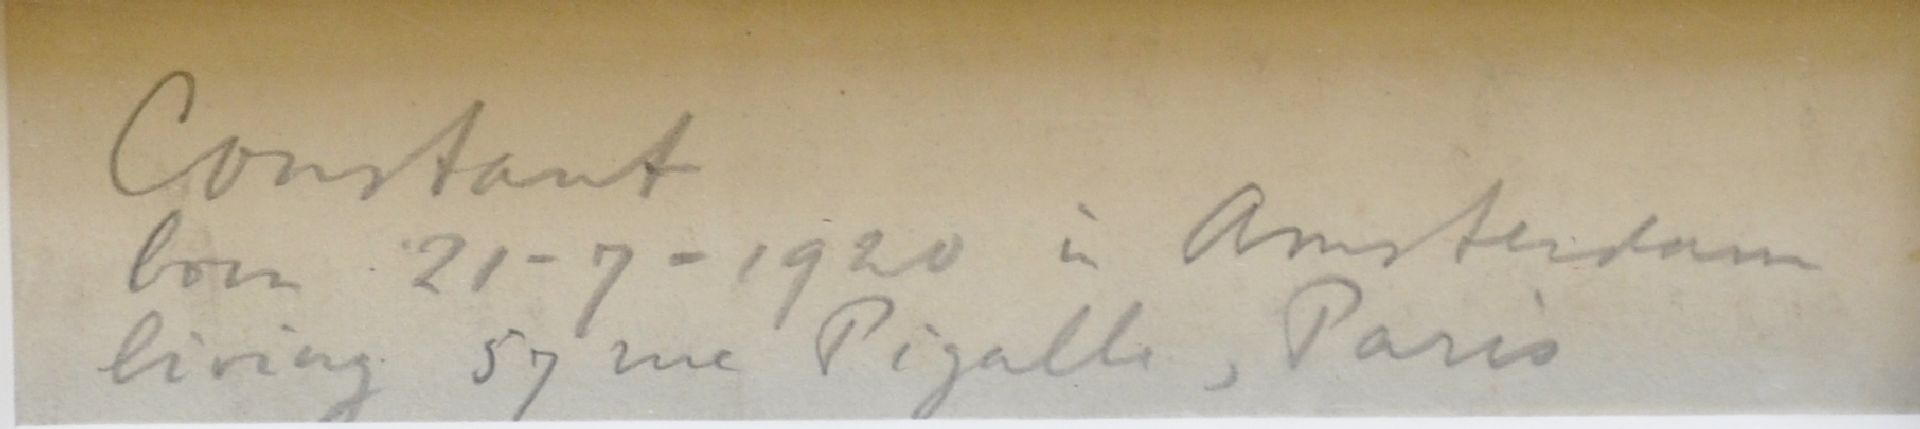 Constant
born 21-7-1920 in Amsterdam
living 57 rue Pigalle, Paris